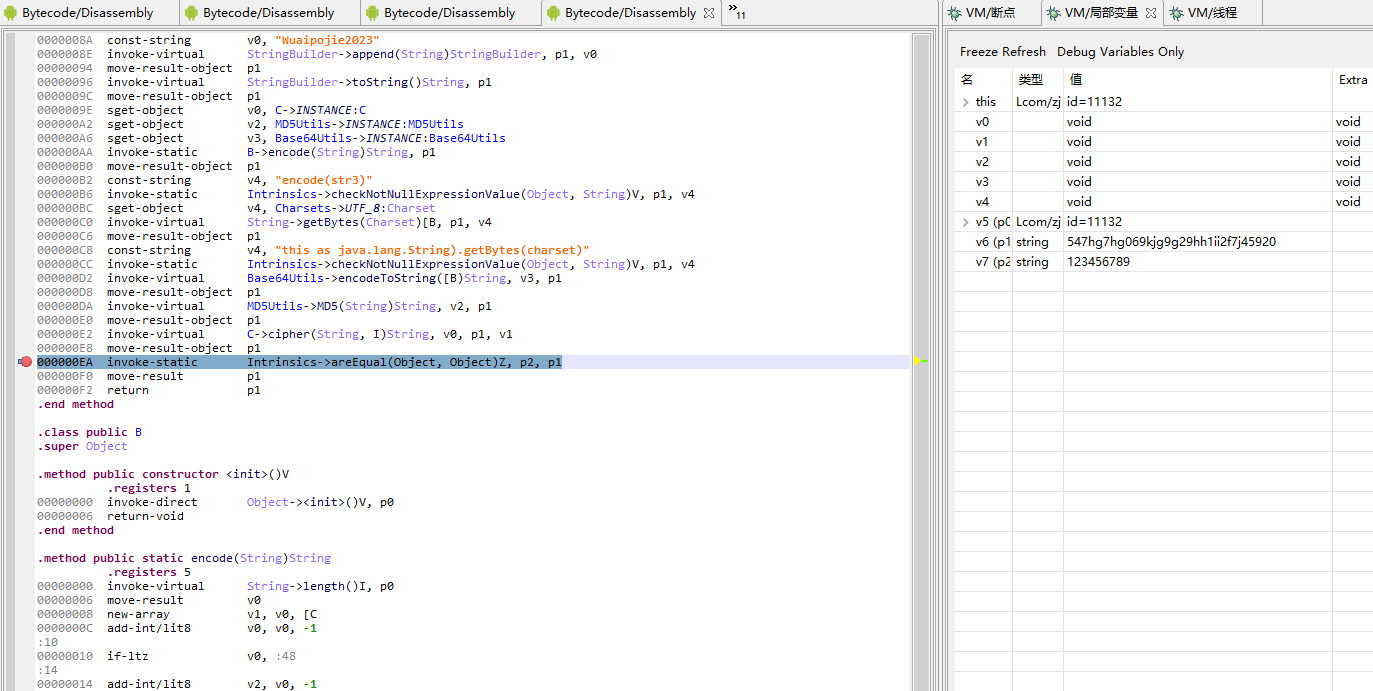 Bytecode/Disassembly Bytecode/Disassembly Bytecode/Disassembly Bytecode/Disassembly »11
0000008A const-string v0, "Wuaipojie2023"
0000008E invoke-virtual StringBuilder->append(String)StringBuilder, p1, v0
00000094 move-result-object p1
00000096 invoke-virtual StringBuilder->toString()String, p1
0000009C move-result-object p1
0000009E sget-object v0, C->INSTANCE:C
000000A2 sget-object v2, MD5Utils->INSTANCE:MD5Utils
000000A6 sget-object v3, Base64Utils->INSTANCE:Base64Utils
000000AA invoke-static B->encode(String)String, p1
000000B0 move-result-object p1
000000B2 const-string v4, "encode(str3)"
000000B6 invoke-static Intrinsics->checkNotNullExpressionValue(Object, String)V, p1, v4
000000BC sget-object v4, Charsets->UTF_8:Charset
000000C0 invoke-virtual String->getBytes(Charset)[B, p1, v4
000000C6 move-result-object p1
000000C8 const-string v4, "this as java.lang.String).getBytes(charset)"
000000CC invoke-static Intrinsics->checkNotNullExpressionValue(Object, String)V, p1, v4
000000D2 invoke-virtual Base64Utils->encodeToString([B)String, v3, p1
000000D8 move-result-object p1
000000DA invoke-virtual MD5Utils->MD5(String)String, v2, p1
000000E0 move-result-object p1
000000E2 invoke-virtual C->cipher(String, I)String, v0, p1, v1
000000E8 move-result-object p1
000000EA invoke-static Intrinsics->areEqual(Object, Object)Z, p2, p1
000000F0 move-result p1
000000F2 return p1
.end method
.class public B
.super Object
.method public constructor <init>()V
.registers 1
00000000 invoke-direct Object-><init>()V, p0
00000006 return-void
.end method
.method public static encode(String)String
.registers 5
00000000 invoke-virtual String->length()I, p0
00000006 move-result v0
00000008 new-array v1, v0, [C
0000000C add-int/lit8 v0, v0, -1
:10
00000010 if-ltz v0, :48
:14
00000014 add-int/lit8 v2, v0, -1
VM/断点 VM/局部变量 VM/线程
Freeze Refresh Debug Variables Only
名 类型 值 Extra
this Lcom/zj id=11132
v0 void void
v1 void void
v2 void void
v3 void void
v4 void void
v5 (p0 Lcom/zj id=11132
v6 (p1 string 547hg7hg069kjg9g29hh1ii2f7j45920
v7 (p2 string 123456789